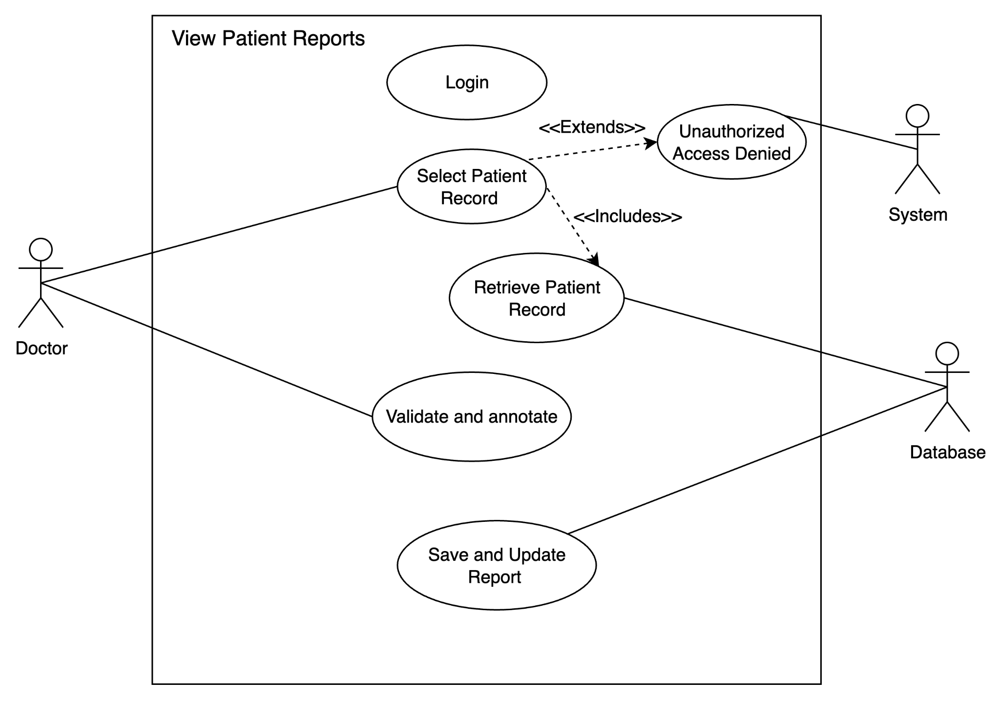 View Patient Reports
Login
<<Extends>>
Unauthorized
Access Denied
Select Patient
Record
System
<<Includes>>
Retrieve Patient
Record
Doctor
Validate and annotate
Database
Save and Update
Report